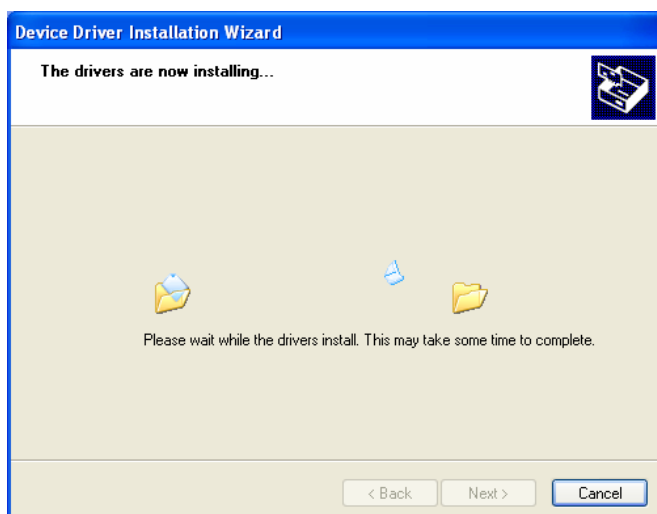 Device Driver Installation Wizard
The drivers are now installing...
Please wait while the drivers install. This may take some time to complete.
< Back Next > Cancel